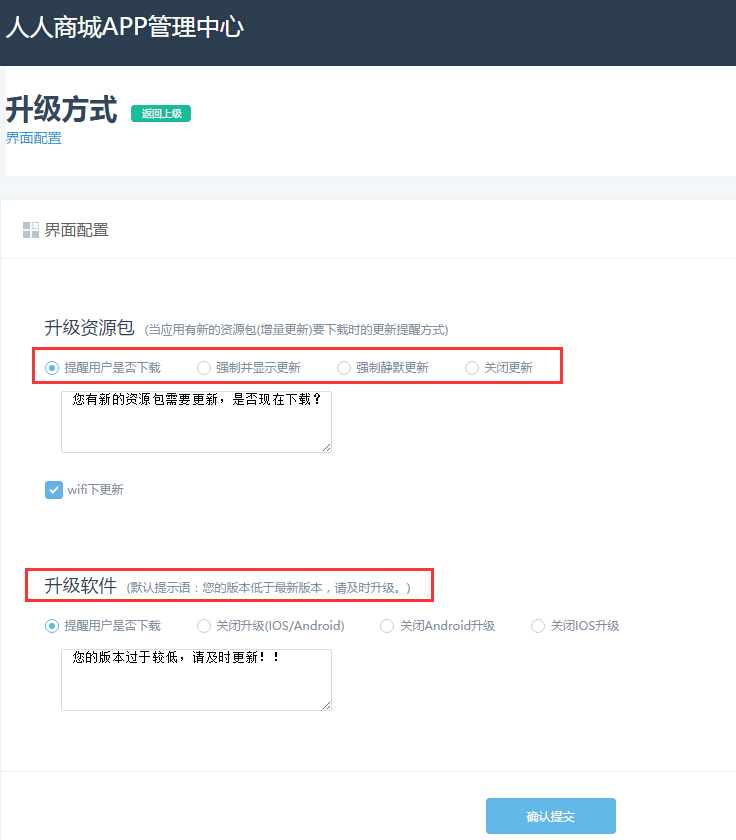 人人商城APP管理中心
升级方式 返回上级
界面配置
界面配置
升级资源包 (当应用有新的资源包(增量更新)要下载时的更新提醒方式)
提醒用户是否下载 强制并显示更新 强制静默更新 关闭更新
您有新的资源包需要更新，是否现在下载？
wifi下更新
升级软件 (默认提示语：您的版本低于最新版本，请及时升级。)
提醒用户是否下载 关闭升级(IOS/Android) 关闭Android升级 关闭IOS升级
您的版本过于较低，请及时更新！！
确认提交